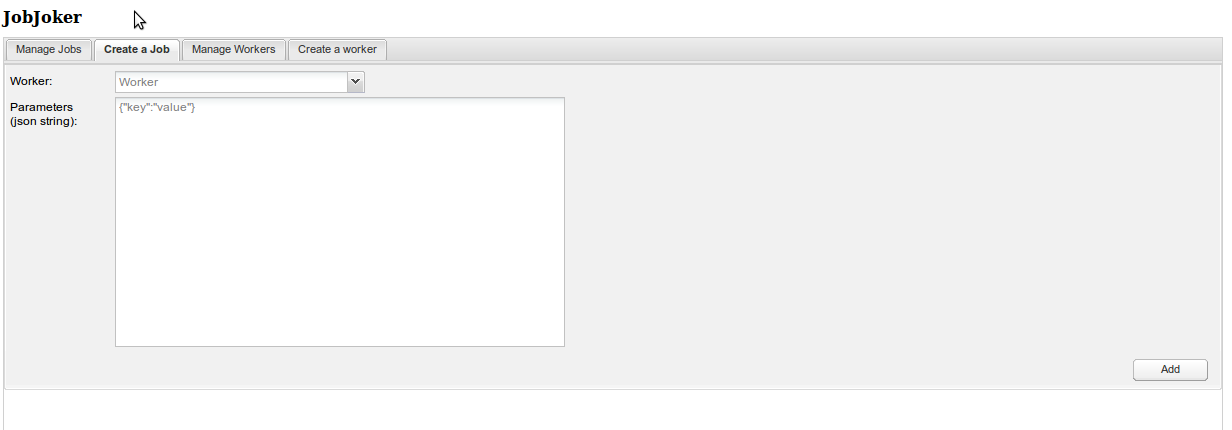 JobJoker
Manage Jobs Create a Job Manage Workers Create a worker
Worker: Worker
Parameters {"key":"value"}
(json string):
Add